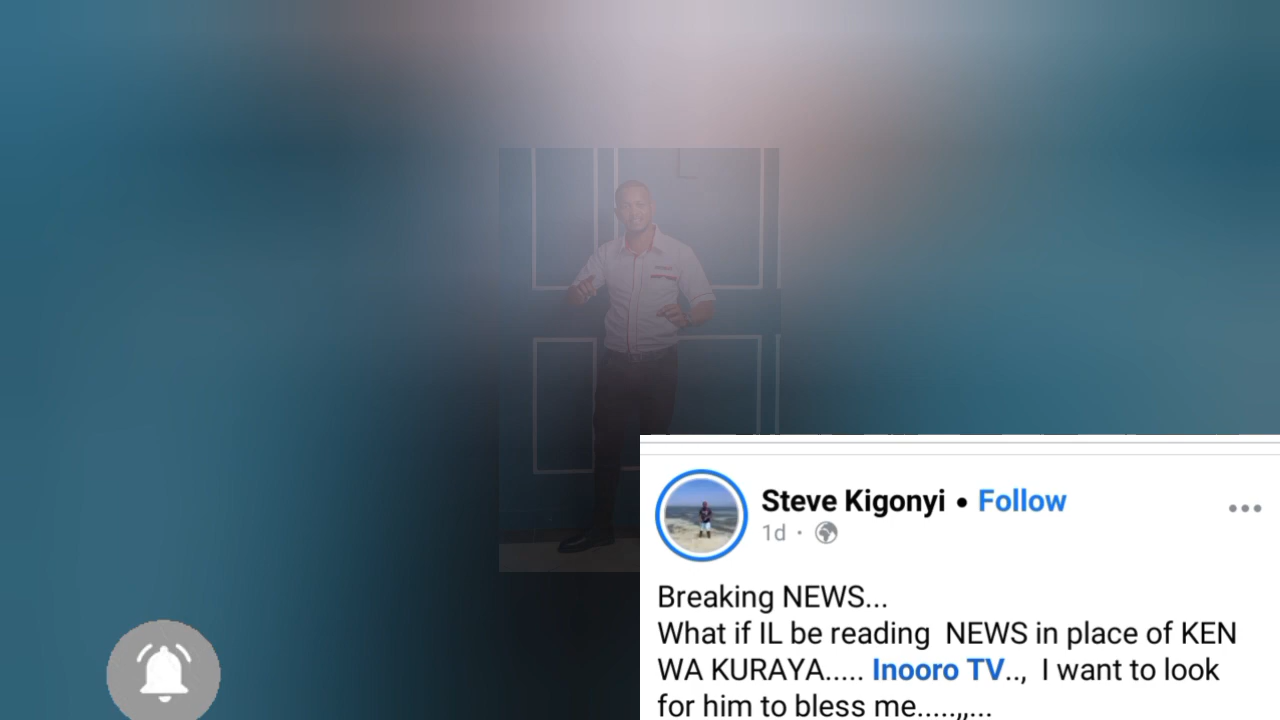 Steve Kigonyi • Follow
1d ·
Breaking NEWS...
What if IL be reading NEWS in place of KEN
WA KURAYA..... Inooro TV.., I want to look
for him to bless me.....,,...